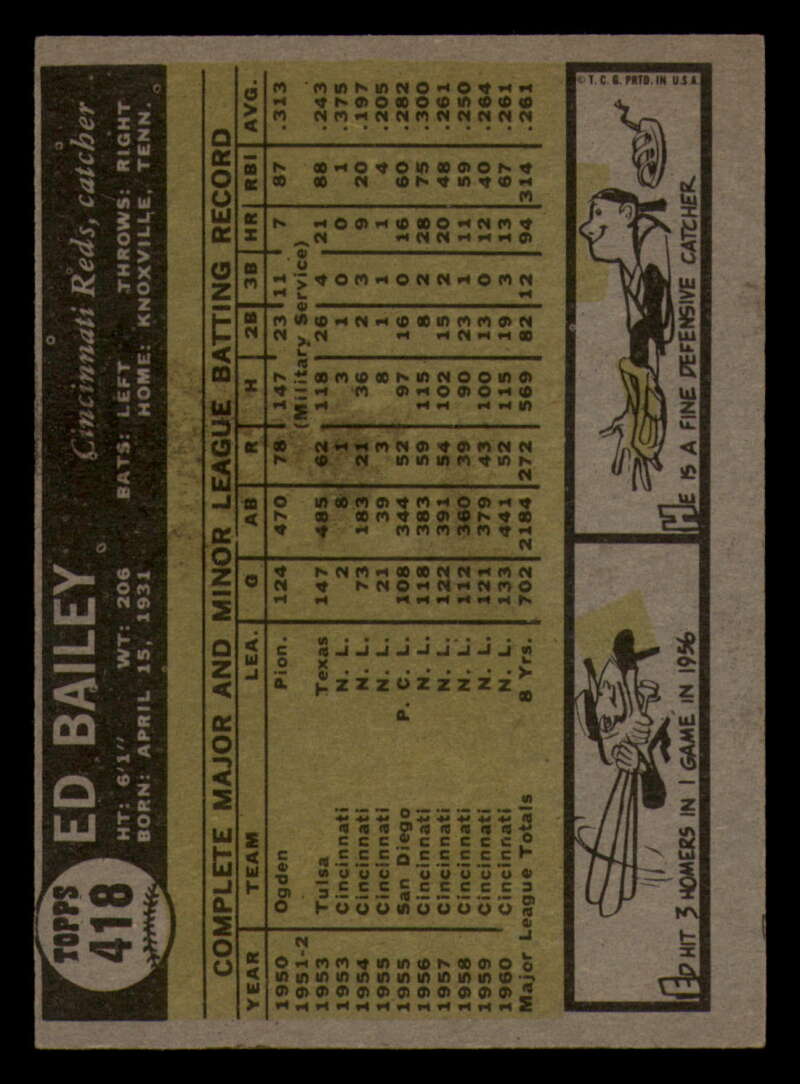 TOPPS
418
ED BAILEY
Cincinnati Reds, catcher
HT: 6'1" WT: 206 BATS: LEFT THROWS: RIGHT
BORN: APRIL 15, 1931 HOME: KNOXVILLE, TENN.
COMPLETE MAJOR AND MINOR LEAGUE BATTING RECORD
YEAR TEAM LEA. G AB R H 2B 3B HR RBI AVG.
1950 Ogden Pion. 124 470 78 147 23 11 7 87 .313
1951-2 (Military Service)
1953 Tulsa Texas 147 485 62 118 26 4 21 88 .243
1953 Cincinnati N. L. 2 8 1 3 1 0 0 1 .375
1954 Cincinnati N. L. 73 183 21 36 2 3 9 20 .197
1955 Cincinnati N. L. 21 39 3 8 1 1 1 4 .205
1955 San Diego P. C. L. 108 344 52 97 16 0 16 60 .282
1956 Cincinnati N. L. 118 383 59 115 8 2 28 75 .300
1957 Cincinnati N. L. 122 391 54 102 15 2 20 48 .261
1958 Cincinnati N. L. 112 360 39 90 23 1 11 59 .250
1959 Cincinnati N. L. 121 379 43 100 13 0 12 40 .264
1960 Cincinnati N. L. 133 441 52 115 19 3 13 67 .261
Major League Totals 8 Yrs. 702 2184 272 569 82 12 94 314 .261
ED HIT 3 HOMERS IN 1 GAME IN 1956
HE IS A FINE DEFENSIVE CATCHER
© T. C. G. PRTD. IN U.S.A.